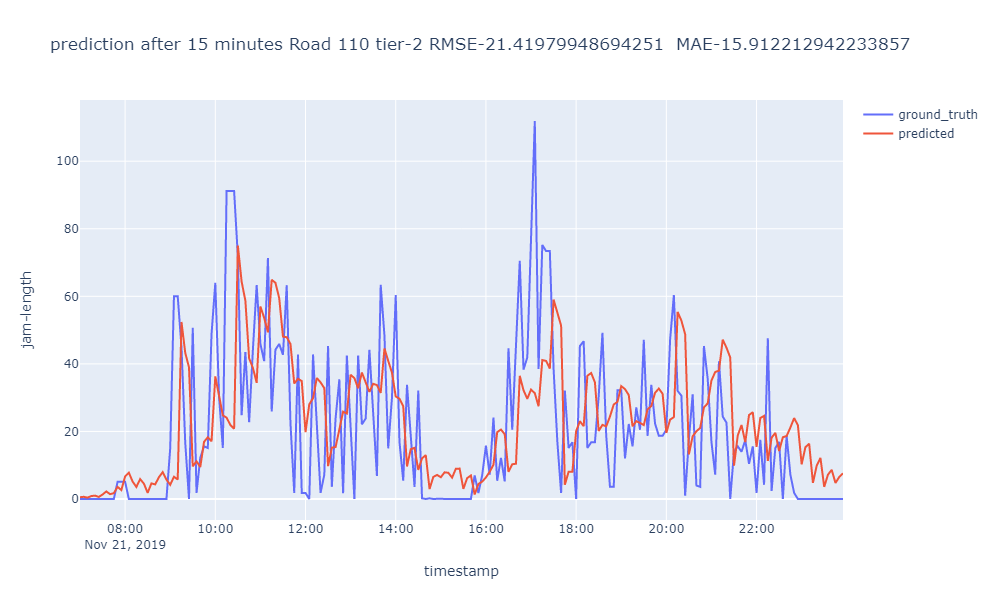 prediction after 15 minutes Road 110 tier-2 RMSE-21.41979948694251  MAE-15.912212942233857
ground_truth
predicted
100
80
60
40
20
0
jam-length
08:00 10:00 12:00 14:00 16:00 18:00 20:00 22:00
Nov 21, 2019
timestamp